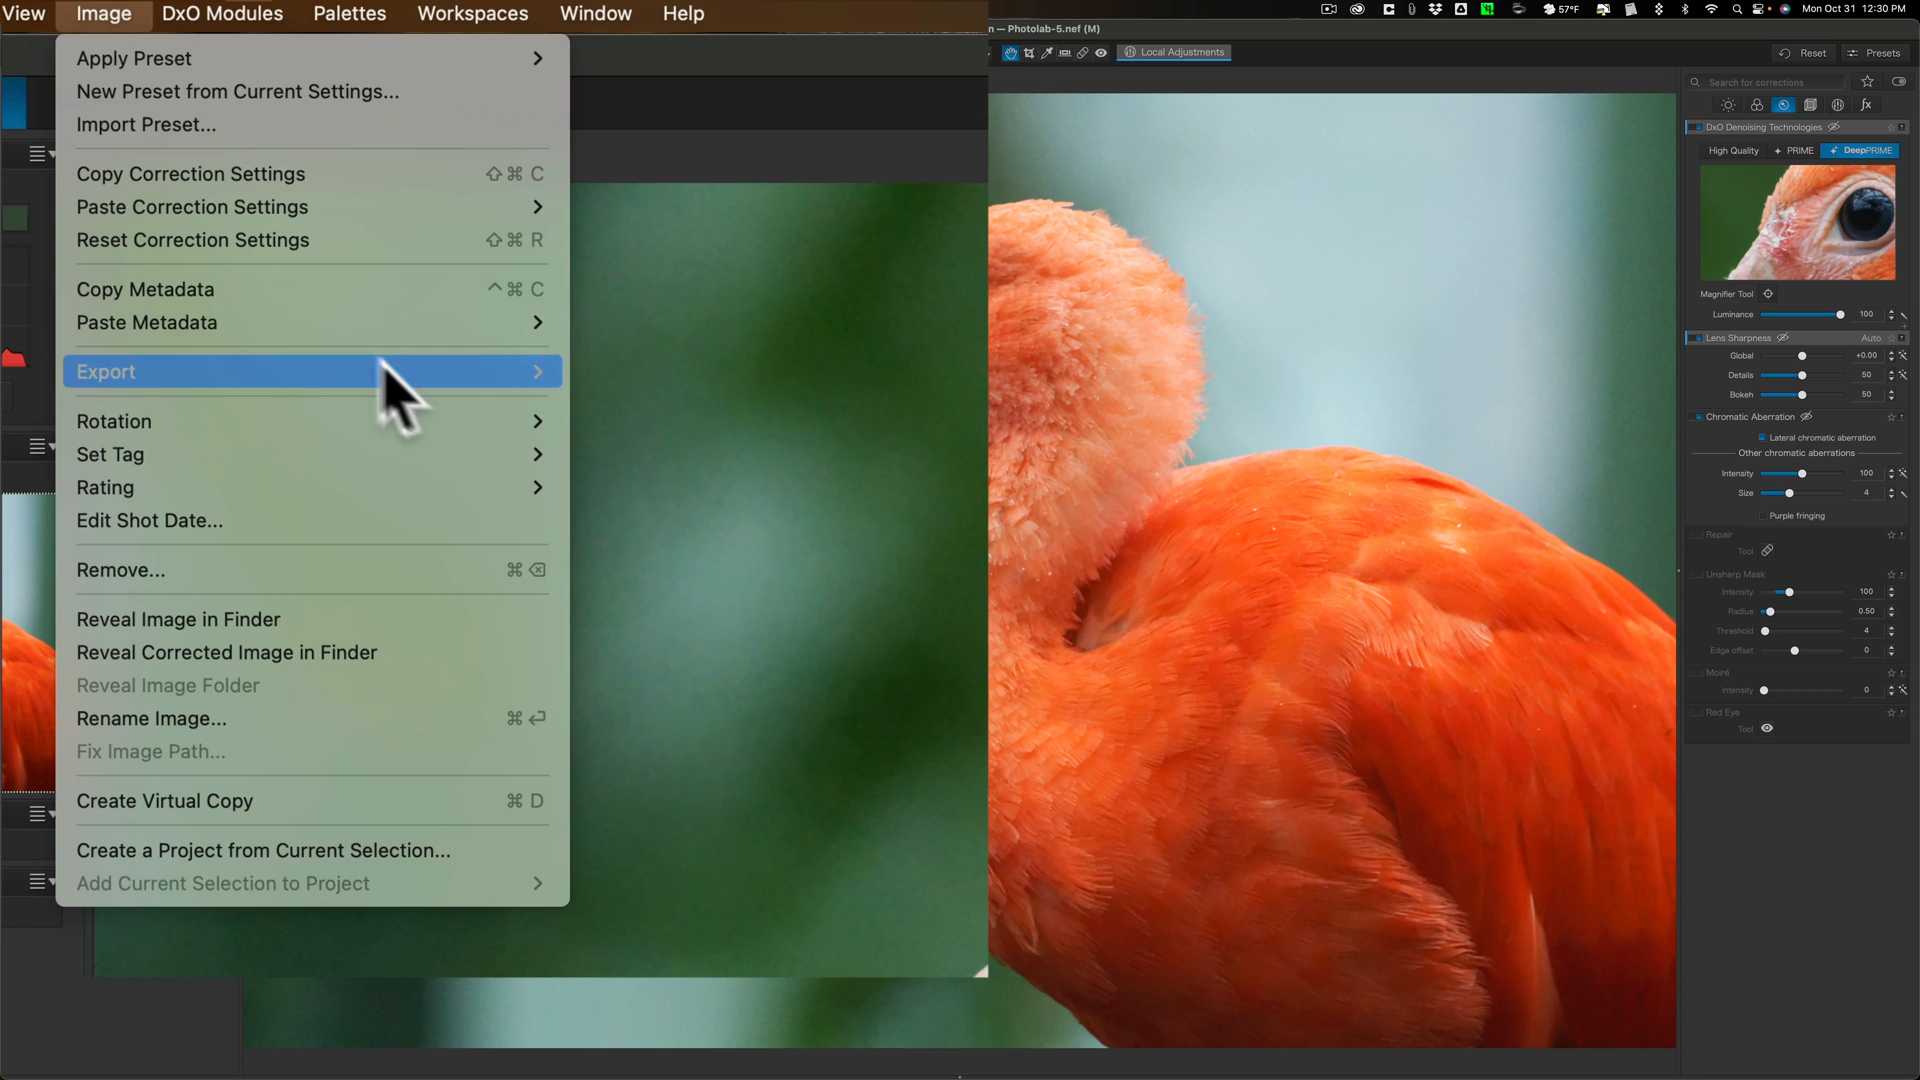 View Image DxO Modules Palettes Workspaces Window Help
57°F Mon Oct 31 12:30 PM
n — Photolab-5.nef (M)
Local Adjustments
Reset Presets
Apply Preset
New Preset from Current Settings...
Import Preset...
Copy Correction Settings ⇧⌘ C
Paste Correction Settings
Reset Correction Settings ⇧⌘ R
Copy Metadata ^⌘ C
Paste Metadata
Export
Rotation
Set Tag
Rating
Edit Shot Date...
Remove... ⌘⌫
Reveal Image in Finder
Reveal Corrected Image in Finder
Reveal Image Folder
Rename Image... ⌘↩
Fix Image Path...
Create Virtual Copy ⌘ D
Create a Project from Current Selection...
Add Current Selection to Project
Search for corrections
fx
DxO Denoising Technologies
High Quality PRIME DeepPRIME
Magnifier Tool
Luminance 100
Lens Sharpness Auto
Global +0.00
Details 50
Bokeh 50
Chromatic Aberration
Lateral chromatic aberration
Other chromatic aberrations
Intensity 100
Size 4
Purple fringing
Repair
Tool
Unsharp Mask
Intensity 100
Radius 0.50
Threshold 4
Edge offset 0
Moiré
Intensity 0
Red Eye
Tool